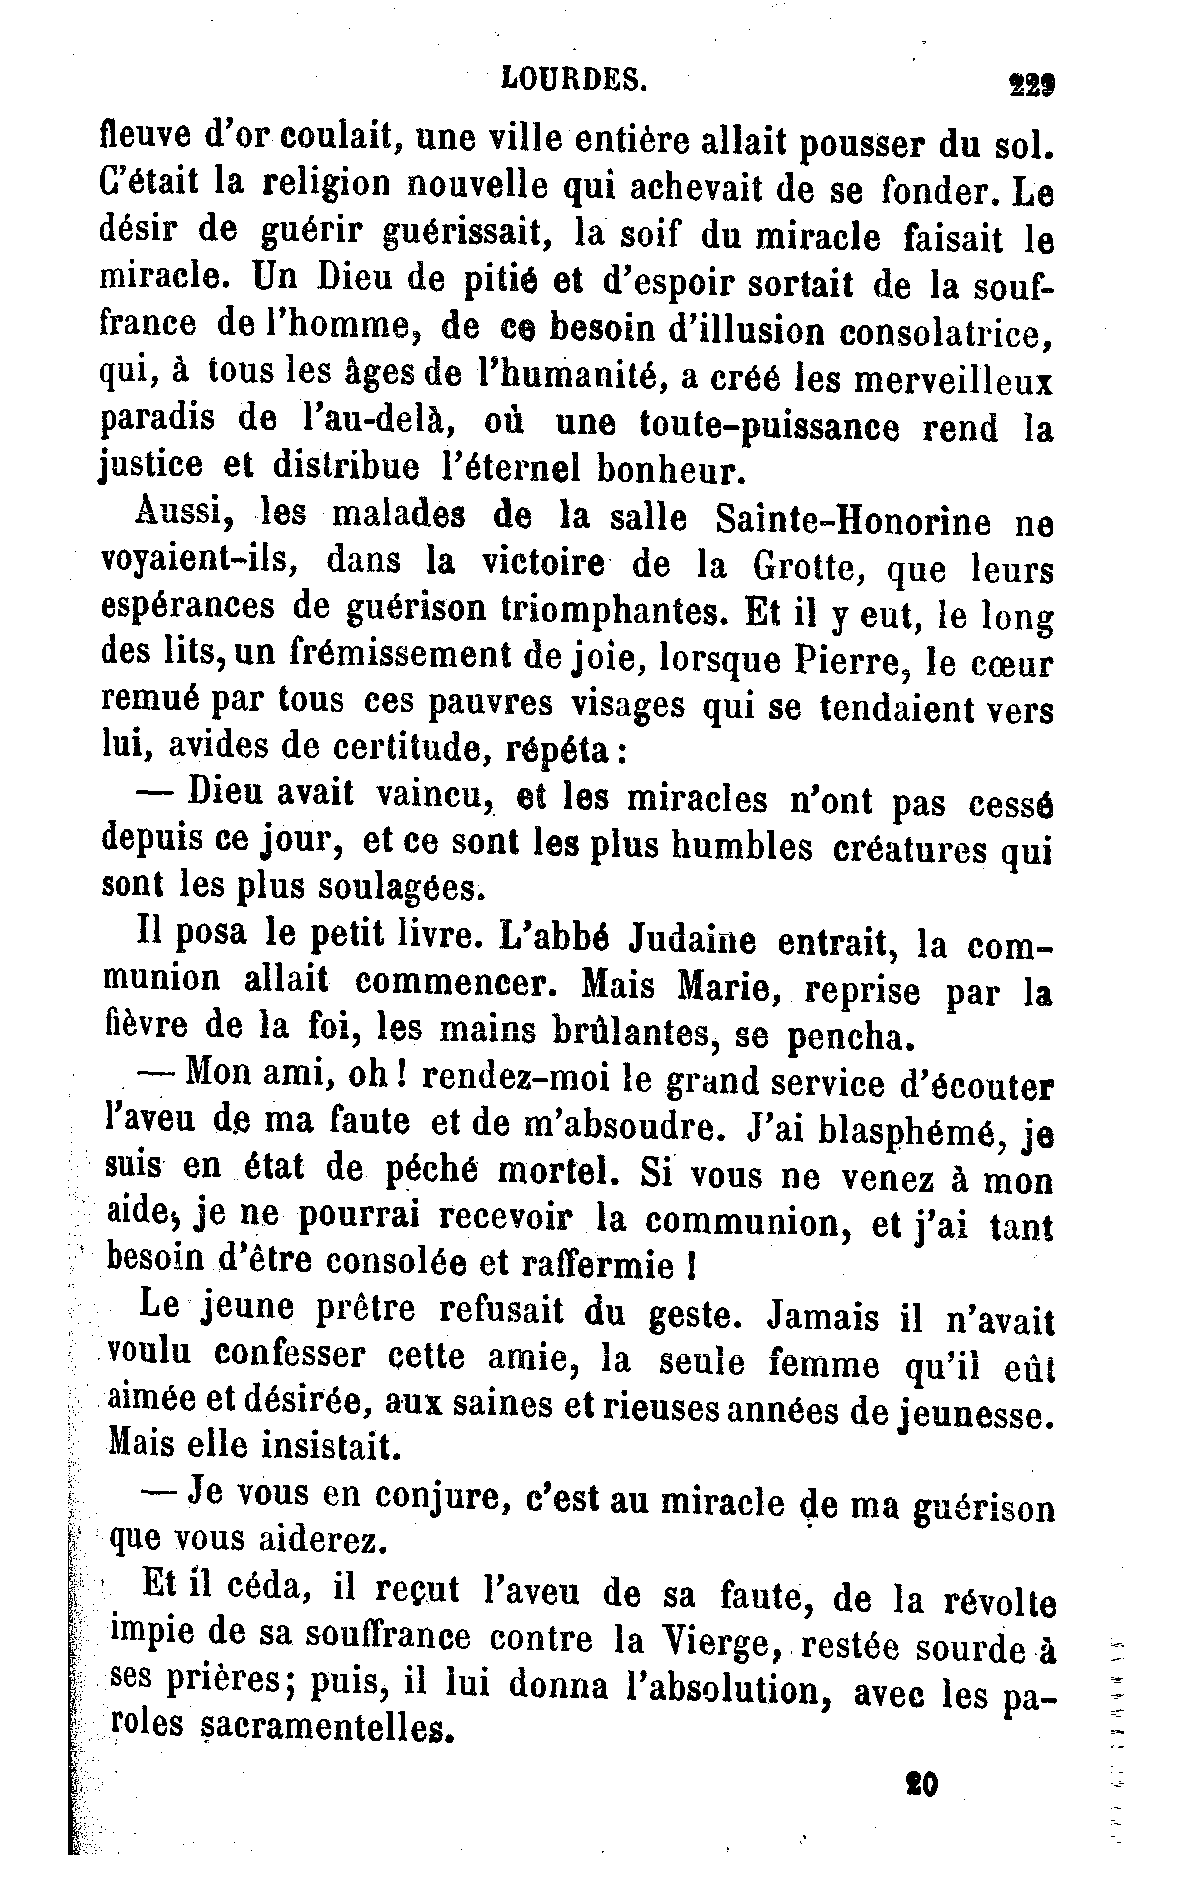 LOURDES. 229
fleuve d'or coulait, une ville entière allait pousser du sol.
C'était la religion nouvelle qui achevait de se fonder. Le
désir de guérir guérissait, la soif du miracle faisait le
miracle. Un Dieu de pitié et d'espoir sortait de la souf-
france de l'homme, de ce besoin d'illusion consolatrice,
qui, à tous les âges de l'humanité, a créé les merveilleux
paradis de l'au-delà, où une toute-puissance rend la
justice et distribue l'éternel bonheur.
Aussi, les malades de la salle Sainte-Honorine ne
voyaient-ils, dans la victoire de la Grotte, que leurs
espérances de guérison triomphantes. Et il y eut, le long
des lits, un frémissement de joie, lorsque Pierre, le cœur
remué par tous ces pauvres visages qui se tendaient vers
lui, avides de certitude, répéta :
— Dieu avait vaincu, et les miracles n'ont pas cessé
depuis ce jour, et ce sont les plus humbles créatures qui
sont les plus soulagées.
Il posa le petit livre. L'abbé Judaine entrait, la com-
munion allait commencer. Mais Marie, reprise par la
fièvre de la foi, les mains brûlantes, se pencha.
— Mon ami, oh ! rendez-moi le grand service d'écouter
l'aveu de ma faute et de m'absoudre. J'ai blasphémé, je
suis en état de péché mortel. Si vous ne venez à mon
aide, je ne pourrai recevoir la communion, et j'ai tant
besoin d'être consolée et raffermie !
Le jeune prêtre refusait du geste. Jamais il n'avait
voulu confesser cette amie, la seule femme qu'il eût
aimée et désirée, aux saines et rieuses années de jeunesse.
Mais elle insistait.
— Je vous en conjure, c'est au miracle de ma guérison
que vous aiderez.
Et il céda, il reçut l'aveu de sa faute, de la révolte
impie de sa souffrance contre la Vierge, restée sourde à
ses prières; puis, il lui donna l'absolution, avec les pa-
roles sacramentelles.
20